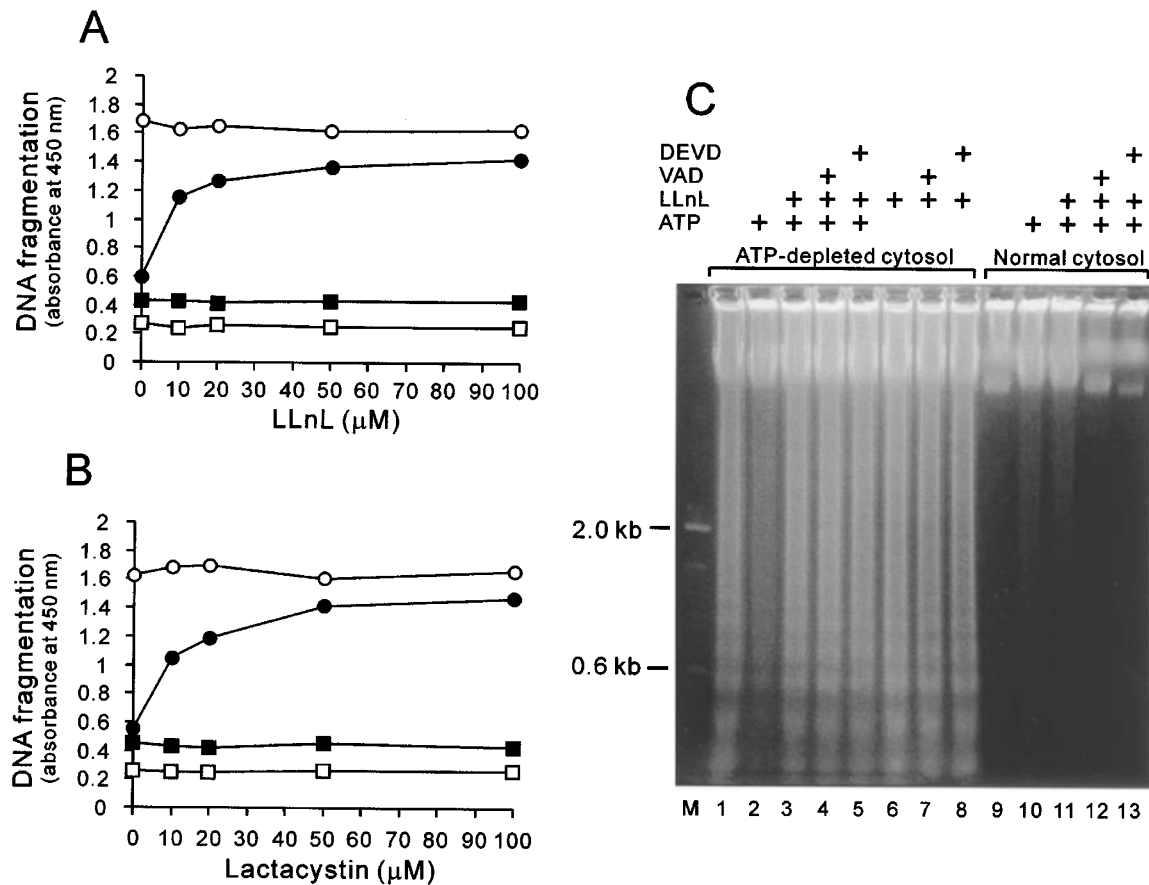 A
2
1.8
1.6
1.4
1.2
1
0.8
0.6
0.4
0.2
0
DNA fragmentation
(absorbance at 450 nm)
0 10 20 30 40 50 60 70 80 90 100
LLnL (μM)
B
2
1.8
1.6
1.4
1.2
1
0.8
0.6
0.4
0.2
0
DNA fragmentation
(absorbance at 450 nm)
0 10 20 30 40 50 60 70 80 90 100
Lactacystin (μM)
C
DEVD + + +
VAD + + +
LLnL + + + + + + + + +
ATP + + + + + + + +
ATP-depleted cytosol Normal cytosol
2.0 kb
0.6 kb
M 1 2 3 4 5 6 7 8 9 10 11 12 13